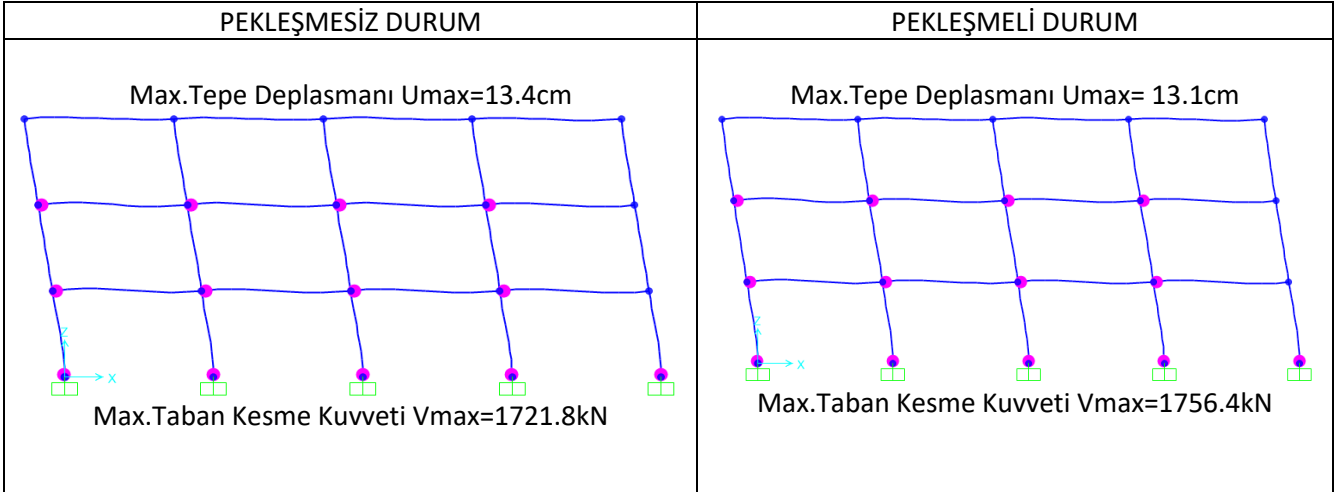 PEKLEŞMESİZ DURUM
PEKLEŞMELİ DURUM
Max.Tepe Deplasmanı Umax=13.4cm
Z
X
Max.Taban Kesme Kuvveti Vmax=1721.8kN
Max.Tepe Deplasmanı Umax= 13.1cm
Z
X
Max.Taban Kesme Kuvveti Vmax=1756.4kN